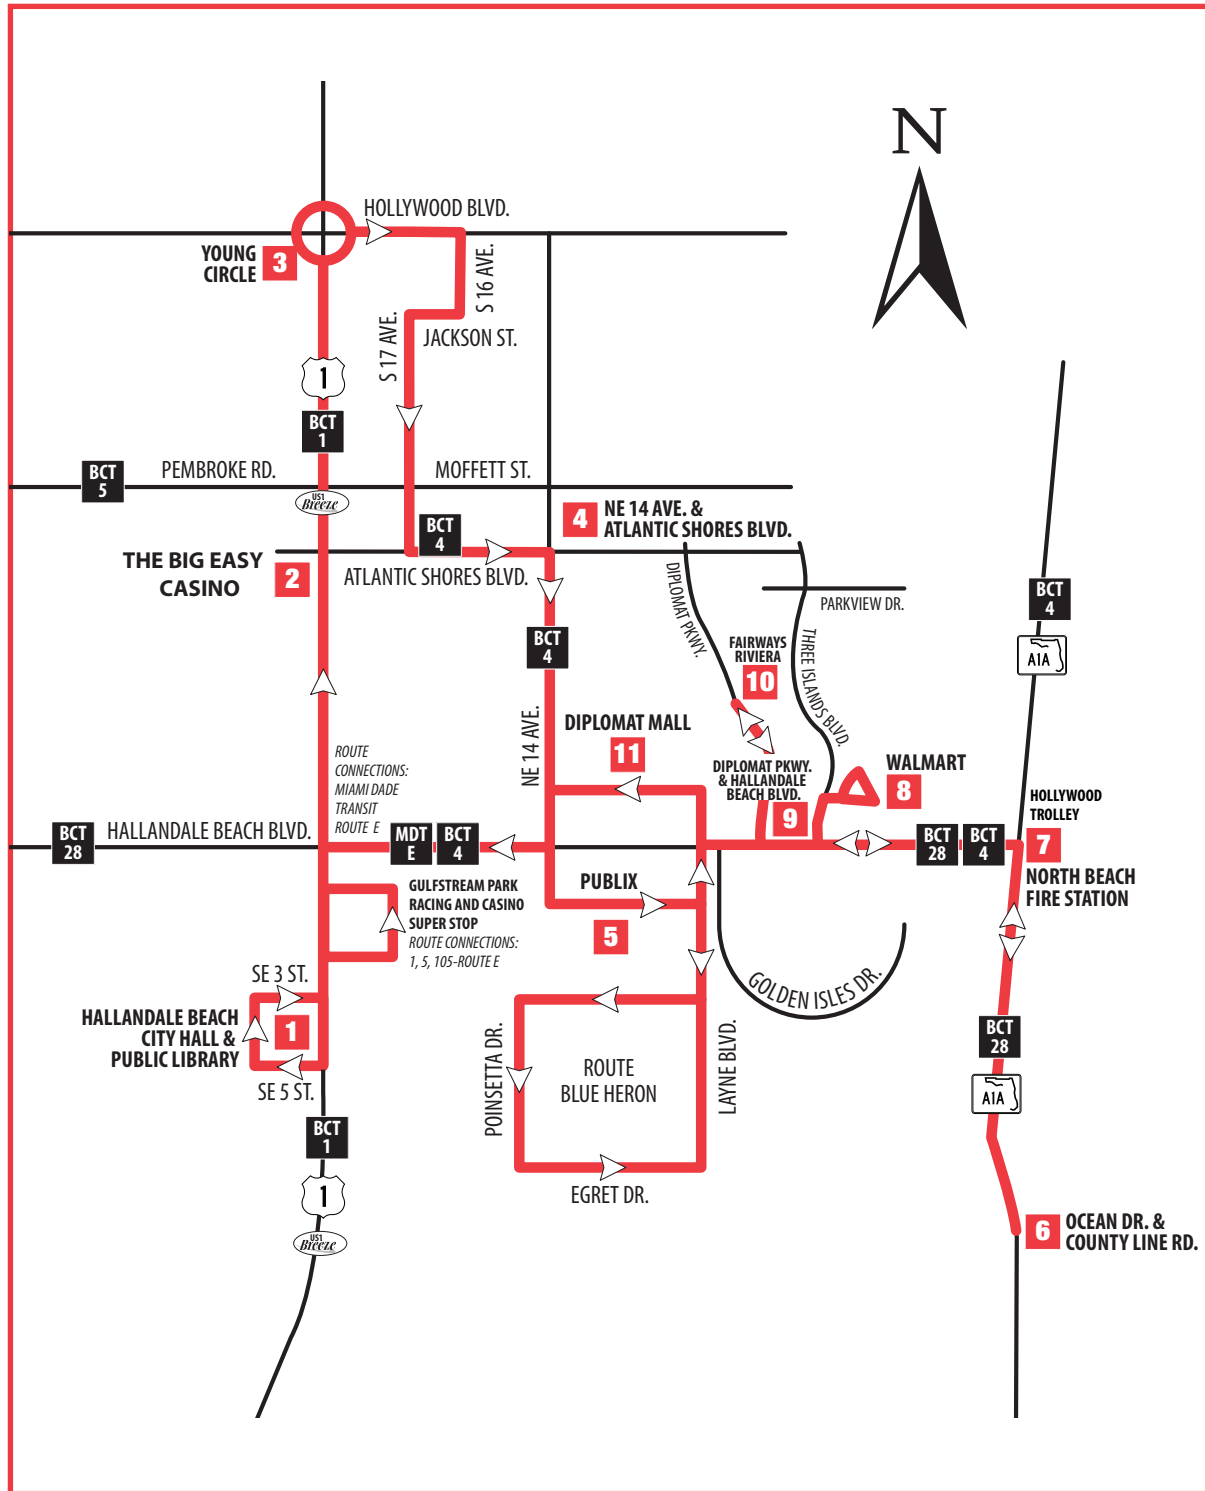 N
HOLLYWOOD BLVD.
YOUNG
CIRCLE
3
S 16 AVE.
S 17 AVE.
JACKSON ST.
1
BCT
1
BCT
5
PEMBROKE RD.
MOFFETT ST.
US1
Breeze
4
NE 14 AVE. &
ATLANTIC SHORES BLVD.
BCT
4
THE BIG EASY
CASINO
2
ATLANTIC SHORES BLVD.
DIPLOMAT PKWY.
PARKVIEW DR.
BCT
4
A1A
BCT
4
FAIRWAYS
RIVIERA
10
THREE ISLANDS BLVD.
NE 14 AVE.
DIPLOMAT MALL
11
ROUTE
CONNECTIONS:
MIAMI DADE
TRANSIT
ROUTE E
DIPLOMAT PKWY.
& HALLANDALE
BEACH BLVD.
9
WALMART
8
HOLLYWOOD
TROLLEY
7
NORTH BEACH
FIRE STATION
BCT
28
HALLANDALE BEACH BLVD.
MDT
E
BCT
4
BCT
28
BCT
4
GULFSTREAM PARK
RACING AND CASINO
SUPER STOP
ROUTE CONNECTIONS:
1, 5, 105-ROUTE E
PUBLIX
5
SE 3 ST.
GOLDEN ISLES DR.
HALLANDALE BEACH
CITY HALL &
PUBLIC LIBRARY
1
SE 5 ST.
POINSETTA DR.
ROUTE
BLUE HERON
LAYNE BLVD.
BCT
28
A1A
BCT
1
1
US1
Breeze
EGRET DR.
6
OCEAN DR. &
COUNTY LINE RD.